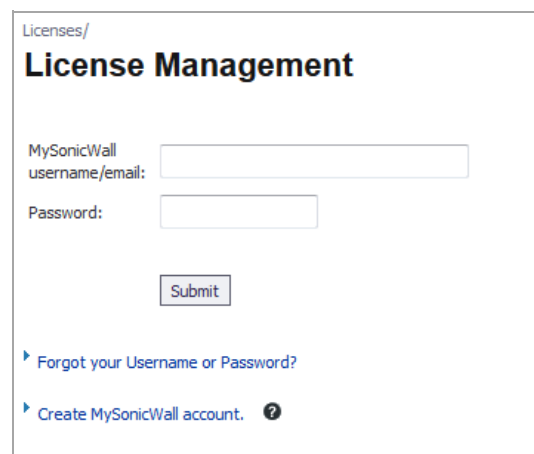 Licenses/
License Management
MySonicWall
username/email:
Password:
Submit
Forgot your Username or Password?
Create MySonicWall account. ?